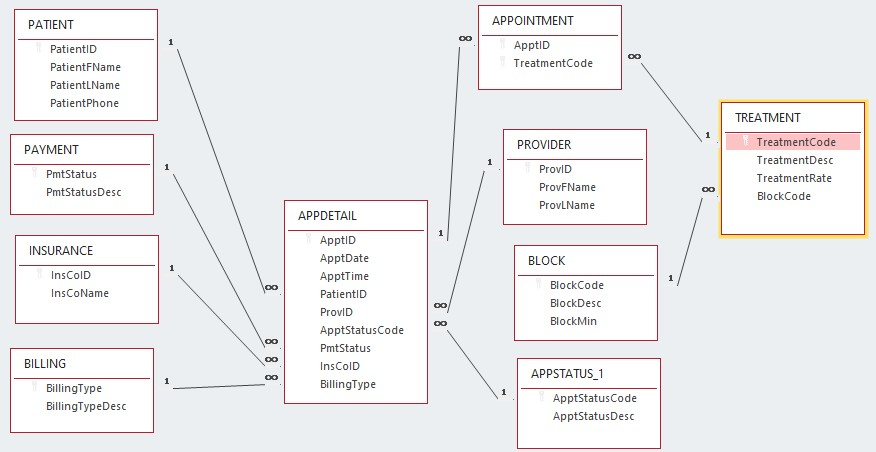 PATIENT
PatientID
PatientFName
PatientLName
PatientPhone
1
PAYMENT
PmtStatus
PmtStatusDesc
1
INSURANCE
InsCoID
InsCoName
1
BILLING
BillingType
BillingTypeDesc
1
APPDETAIL
ApptID
ApptDate
ApptTime
PatientID
ProvID
ApptStatusCode
PmtStatus
InsCoID
BillingType
∞
∞
∞
∞
1
∞
∞
APPOINTMENT
ApptID
TreatmentCode
∞
∞
PROVIDER
ProvID
ProvFName
ProvLName
1
BLOCK
BlockCode
BlockDesc
BlockMin
1
APPSTATUS_1
ApptStatusCode
ApptStatusDesc
1
TREATMENT
TreatmentCode
TreatmentDesc
TreatmentRate
BlockCode
1
∞